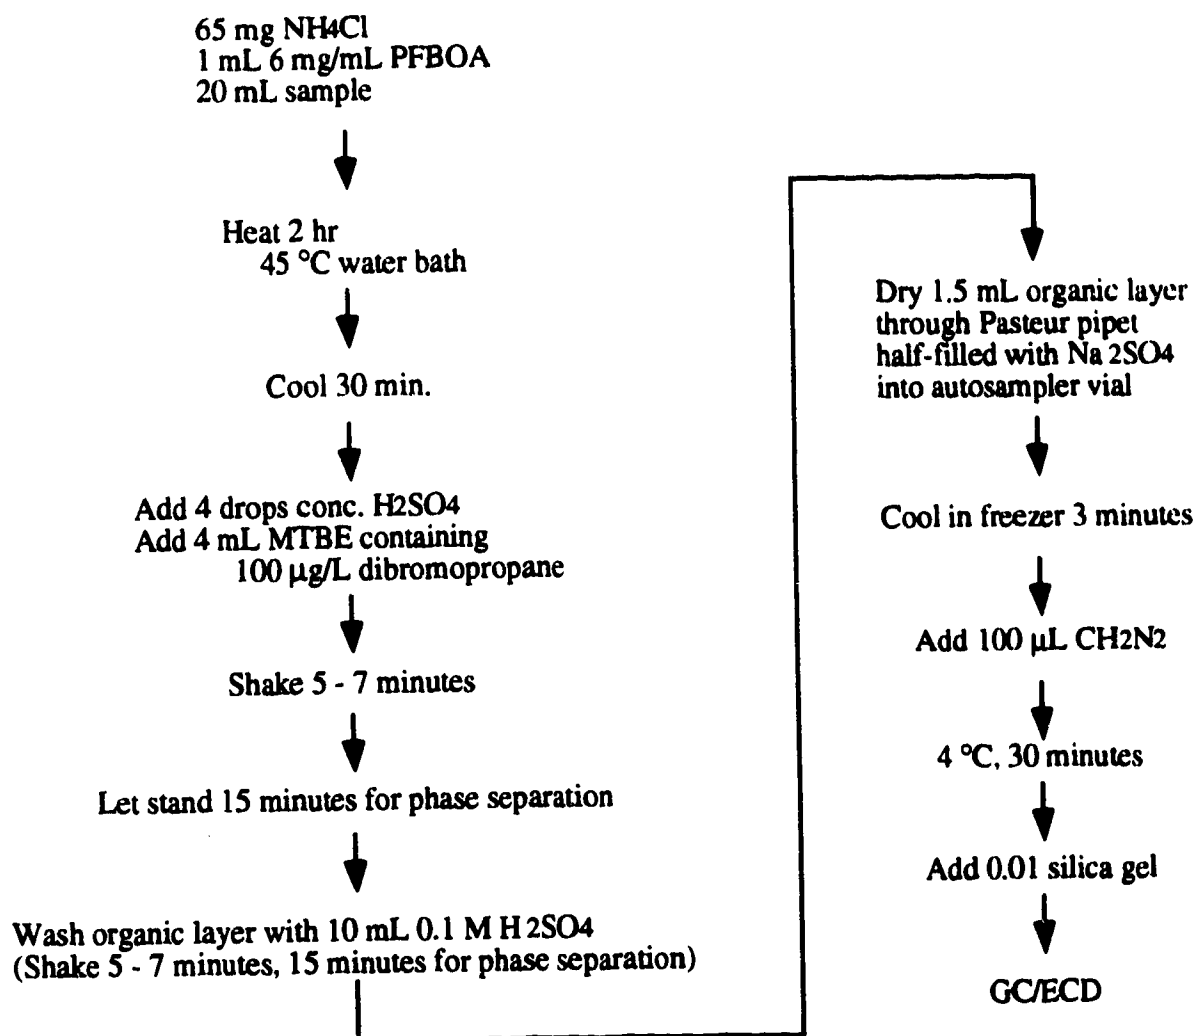 65 mg NH4Cl
1 mL 6 mg/mL PFBOA
20 mL sample
Heat 2 hr
45 °C water bath
Cool 30 min.
Add 4 drops conc. H2SO4
Add 4 mL MTBE containing
100 µg/L dibromopropane
Shake 5 - 7 minutes
Let stand 15 minutes for phase separation
Wash organic layer with 10 mL 0.1 M H 2SO4
(Shake 5 - 7 minutes, 15 minutes for phase separation)
Dry 1.5 mL organic layer
through Pasteur pipet
half-filled with Na 2SO4
into autosampler vial
Cool in freezer 3 minutes
Add 100 µL CH2N2
4 °C, 30 minutes
Add 0.01 silica gel
GC/ECD